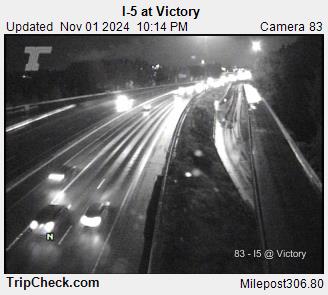 I-5 at Victory
Updated Nov 01 2024 10:14 PM Camera 83
T
N
83 - I5 @ Victory
TripCheck.com Milepost306.80